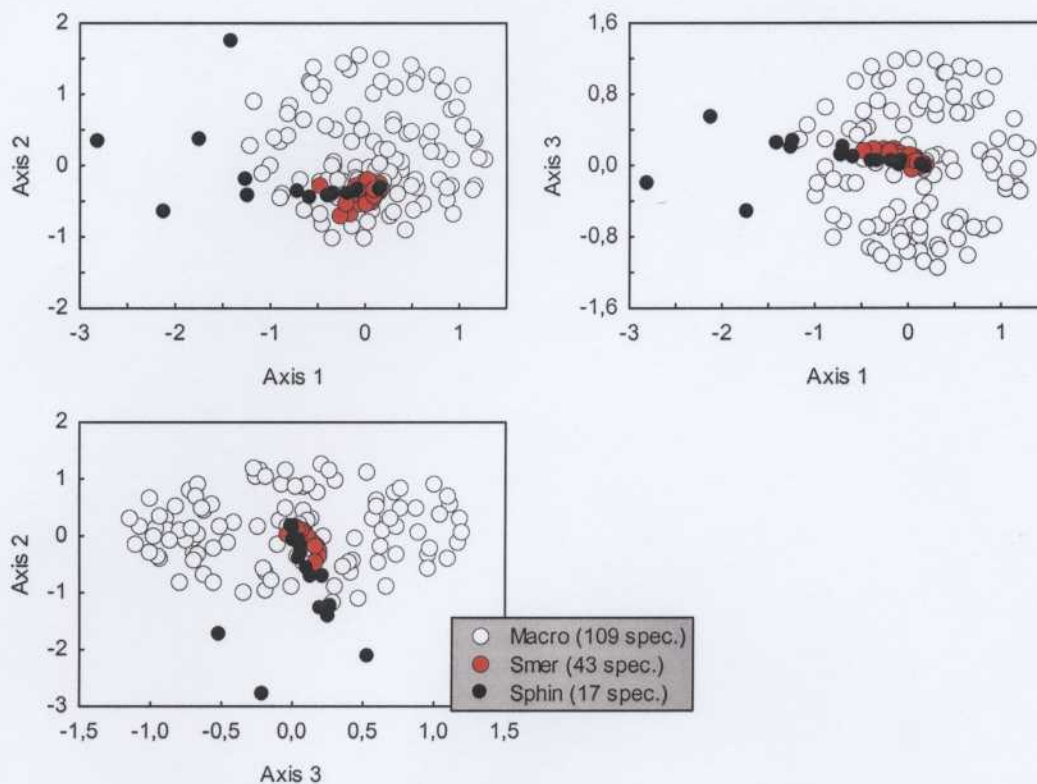 2
1
0
-1
-2
Axis 2
-3 -2 -1 0 1
Axis 1
1,6
0,8
0,0
-0,8
-1,6
Axis 3
-3 -2 -1 0 1
Axis 1
2
1
0
-1
-2
-3
Axis 2
-1,5 -1,0 -0,5 0,0 0,5 1,0 1,5
Axis 3
Macro (109 spec.)
Smer (43 spec.)
Sphin (17 spec.)